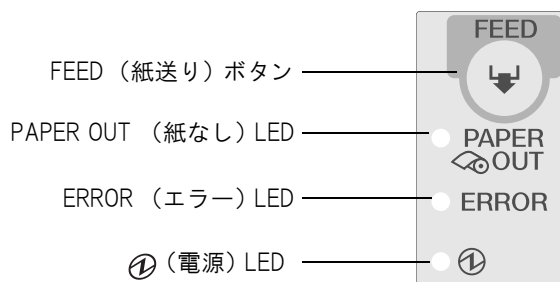 FEED
FEED （紙送り）ボタン
PAPER OUT （紙なし）LED
PAPER
OUT
ERROR （エラー）LED
ERROR
（電源）LED